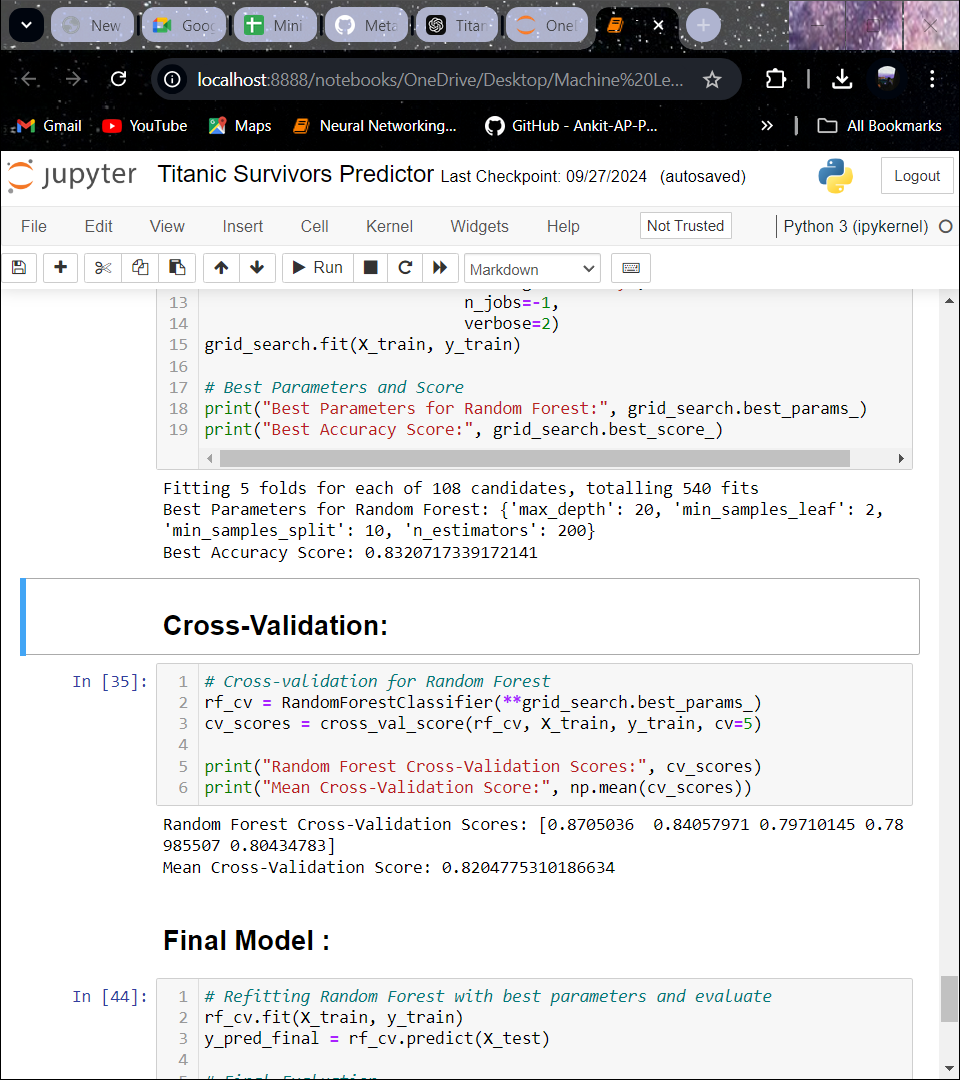 New
Goog
Mini
Meta
Titan
One
localhost:8888/notebooks/OneDrive/Desktop/Machine%20Le...
Gmail
YouTube
Maps
Neural Networking...
GitHub - Ankit-AP-P...
All Bookmarks
jupyter
Titanic Survivors Predictor Last Checkpoint: 09/27/2024 (autosaved)
Logout
File Edit View Insert Cell Kernel Widgets Help
Not Trusted
Python 3 (ipykernel)
Run
Markdown
13 n_jobs=-1,
14 verbose=2)
15 grid_search.fit(X_train, y_train)
16
17 # Best Parameters and Score
18 print("Best Parameters for Random Forest:", grid_search.best_params_)
19 print("Best Accuracy Score:", grid_search.best_score_)
Fitting 5 folds for each of 108 candidates, totalling 540 fits
Best Parameters for Random Forest: {'max_depth': 20, 'min_samples_leaf': 2,
'min_samples_split': 10, 'n_estimators': 200}
Best Accuracy Score: 0.8320717339172141
Cross-Validation:
In [35]:
1 # Cross-validation for Random Forest
2 rf_cv = RandomForestClassifier(**grid_search.best_params_)
3 cv_scores = cross_val_score(rf_cv, X_train, y_train, cv=5)
4
5 print("Random Forest Cross-Validation Scores:", cv_scores)
6 print("Mean Cross-Validation Score:", np.mean(cv_scores))
Random Forest Cross-Validation Scores: [0.8705036  0.84057971 0.79710145 0.78
985507 0.80434783]
Mean Cross-Validation Score: 0.8204775310186634
Final Model :
In [44]:
1 # Refitting Random Forest with best parameters and evaluate
2 rf_cv.fit(X_train, y_train)
3 y_pred_final = rf_cv.predict(X_test)
4